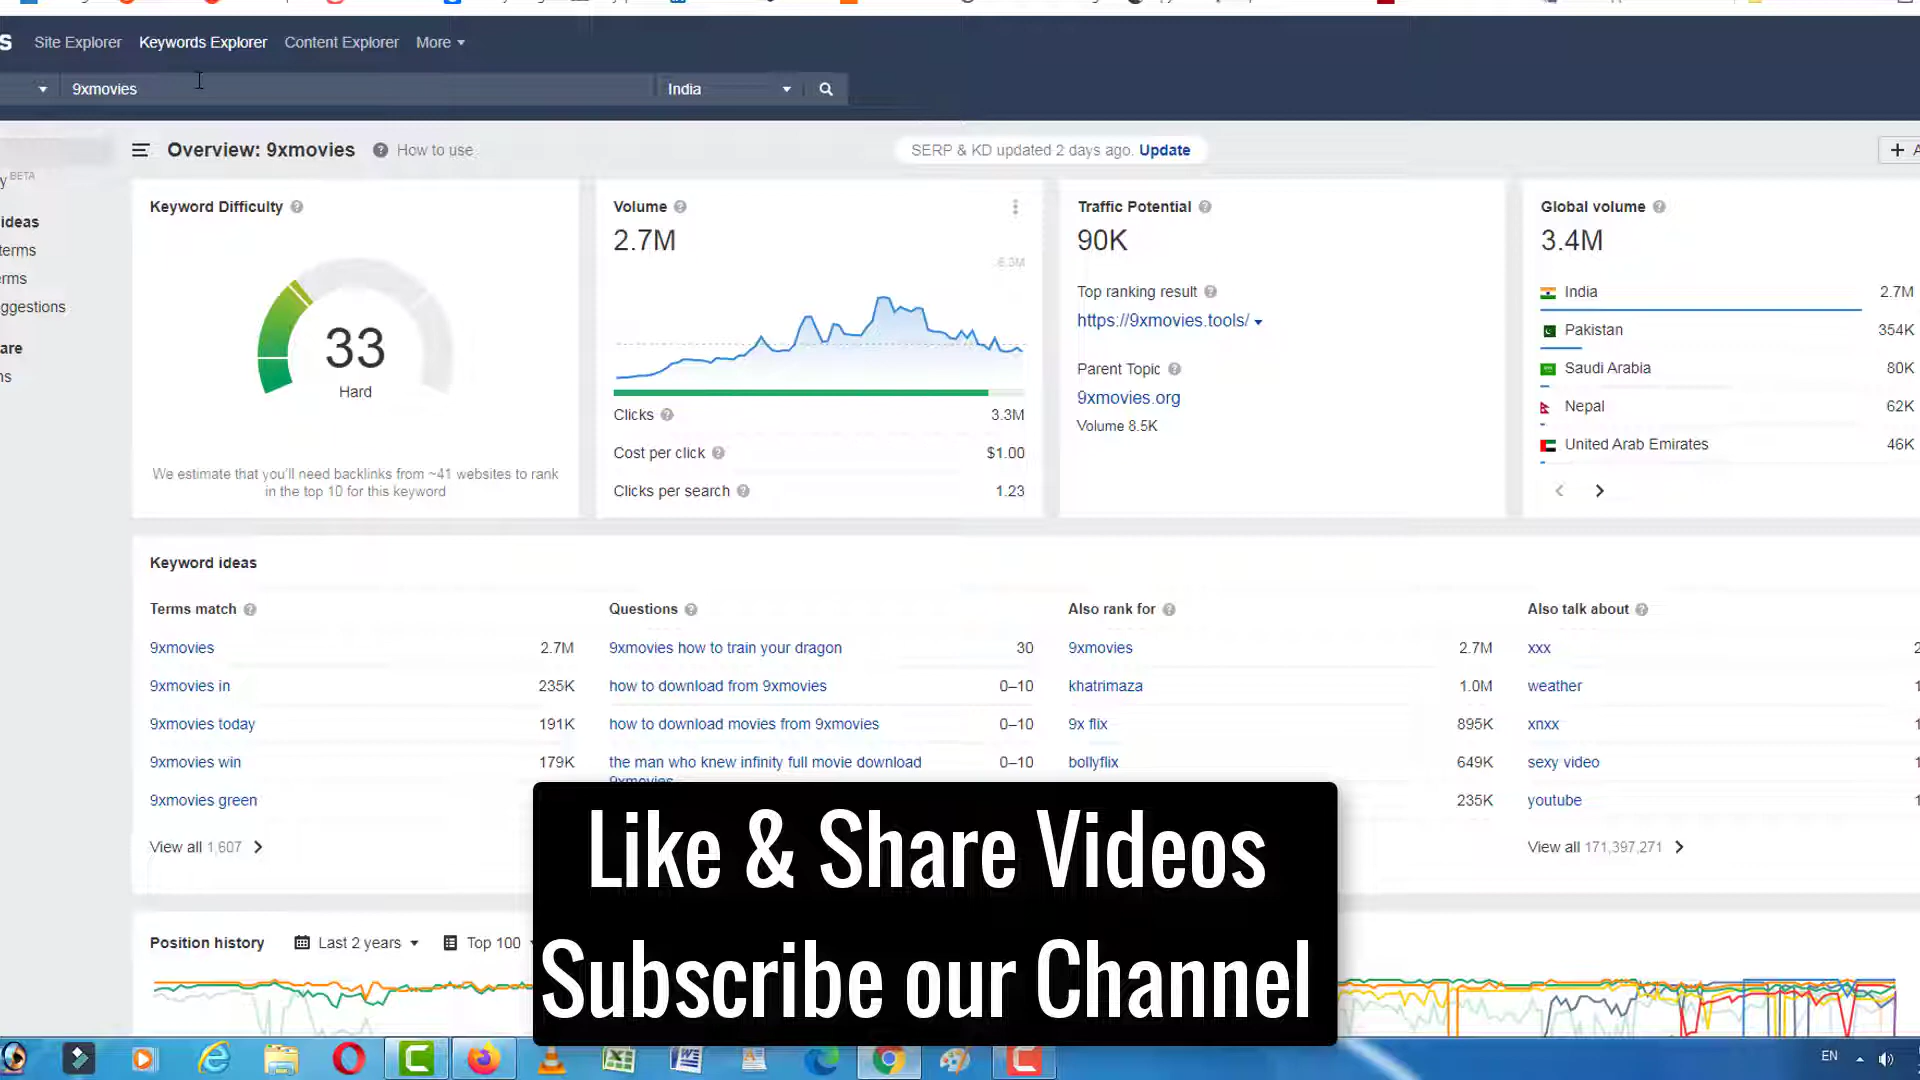 S Site Explorer Keywords Explorer Content Explorer More
9xmovies India
Overview: 9xmovies How to use SERP & KD updated 2 days ago. Update
y BETA
ideas
terms
rms
ggestions
are
ns
Keyword Difficulty
33
Hard
We estimate that you'll need backlinks from ~41 websites to rank
in the top 10 for this keyword
Volume
2.7M
6.3M
Clicks 3.3M
Cost per click $1.00
Clicks per search 1.23
Traffic Potential
90K
Top ranking result
https://9xmovies.tools/
Parent Topic
9xmovies.org
Volume 8.5K
Global volume
3.4M
India 2.7M
Pakistan 354K
Saudi Arabia 80K
Nepal 62K
United Arab Emirates 46K
Keyword ideas
Terms match
9xmovies 2.7M
9xmovies in 235K
9xmovies today 191K
9xmovies win 179K
9xmovies green
View all 1,607
Questions
9xmovies how to train your dragon 30
how to download from 9xmovies 0–10
how to download movies from 9xmovies 0–10
the man who knew infinity full movie download 0–10
9xmovies
Also rank for
9xmovies 2.7M
khatrimaza 1.0M
9x flix 895K
bollyflix 649K
235K
Also talk about
xxx
weather
xnxx
sexy video
youtube
View all 171,397,271
Position history Last 2 years Top 100
Like & Share Videos
Subscribe our Channel
EN